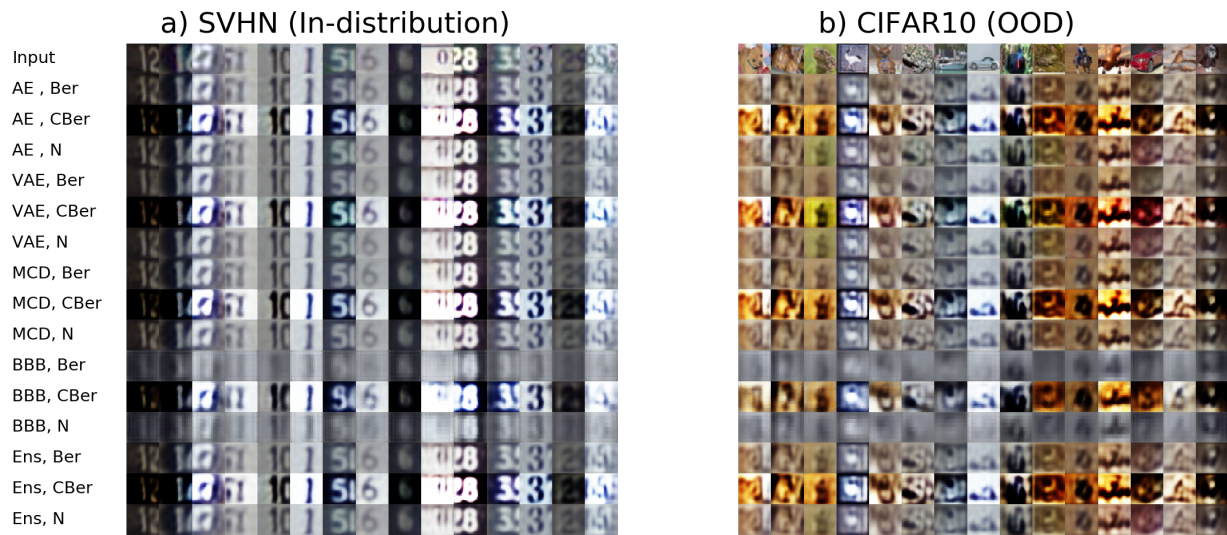 a) SVHN (In-distribution)
b) CIFAR10 (OOD)
Input
AE , Ber
AE , CBer
AE , N
VAE, Ber
VAE, CBer
VAE, N
MCD, Ber
MCD, CBer
MCD, N
BBB, Ber
BBB, CBer
BBB, N
Ens, Ber
Ens, CBer
Ens, N